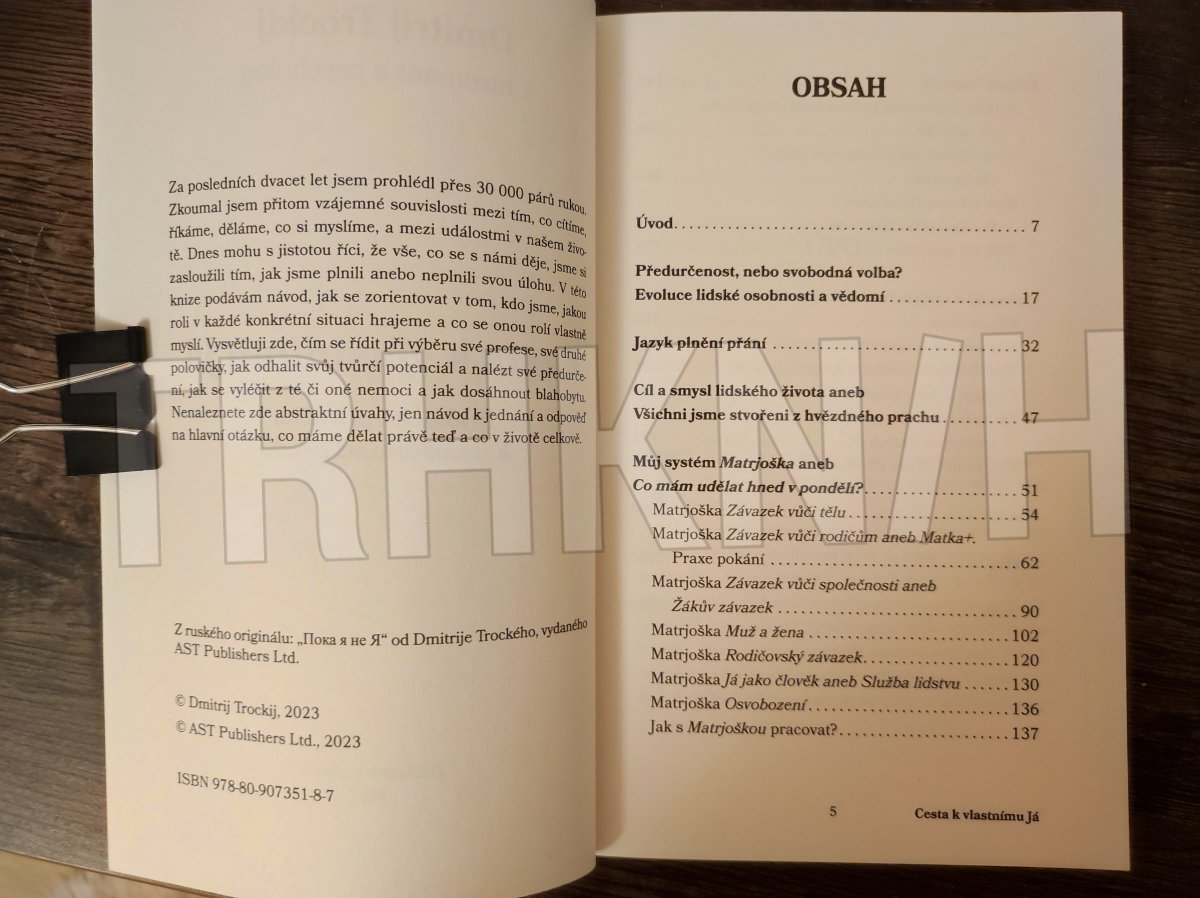 Za posledních dvacet let jsem prohlédl přes 30 000 párů rukou.
Zkoumal jsem přitom vzájemné souvislosti mezi tím, co cítíme,
říkáme, děláme, co si myslíme, a mezi událostmi v našem živo-
tě. Dnes mohu s jistotou říci, že vše, co se s námi děje, jsme si
zasloužili tím, jak jsme plnili anebo neplnili svou úlohu. V této
knize podávám návod, jak se zorientovat v tom, kdo jsme, jakou
roli v každé konkrétní situaci hrajeme a co se onou rolí vlastně
myslí. Vysvětluji zde, čím se řídit při výběru své profese, své druhé
polovičky, jak odhalit svůj tvůrčí potenciál a nalézt své předurče-
ní, jak se vyléčit z té či oné nemoci a jak dosáhnout blahobytu.
Nenaleznete zde abstraktní úvahy, jen návod k jednání a odpověď
na hlavní otázku, co máme dělat právě teď a co v životě celkově.
Z ruského originálu: „Пока я не Я“ od Dmitrije Trockého, vydaného
AST Publishers Ltd.
© Dmitrij Trockij, 2023
© AST Publishers Ltd., 2023
ISBN 978-80-907351-8-7
OBSAH
Úvod. . . . . . . . . . . . . . . . . . . . . . . . . . . . . . . . . . . . . . . . . . 7
Předurčenost, nebo svobodná volba?
Evoluce lidské osobnosti a vědomí . . . . . . . . . . . . . . . . 17
Jazyk plnění přání . . . . . . . . . . . . . . . . . . . . . . . . . . . . . . 32
Cíl a smysl lidského života aneb
Všichni jsme stvořeni z hvězdného prachu . . . . . . . . . 47
Můj systém Matrjoška aneb
Co mám udělat hned v pondělí?. . . . . . . . . . . . . . . . . . . 51
Matrjoška Závazek vůči tělu . . . . . . . . . . . . . . . . . . . . . 54
Matrjoška Závazek vůči rodičům aneb Matka+.
Praxe pokání . . . . . . . . . . . . . . . . . . . . . . . . . . . . . . 62
Matrjoška Závazek vůči společnosti aneb
Žákův závazek . . . . . . . . . . . . . . . . . . . . . . . . . . . . . 90
Matrjoška Muž a žena . . . . . . . . . . . . . . . . . . . . . . . . . 102
Matrjoška Rodičovský závazek. . . . . . . . . . . . . . . . . . . 120
Matrjoška Já jako člověk aneb Služba lidstvu . . . . . . 130
Matrjoška Osvobození . . . . . . . . . . . . . . . . . . . . . . . . . 136
Jak s Matrjoškou pracovat?. . . . . . . . . . . . . . . . . . . . . . 137
5 Cesta k vlastnímu Já
TRHKNIH